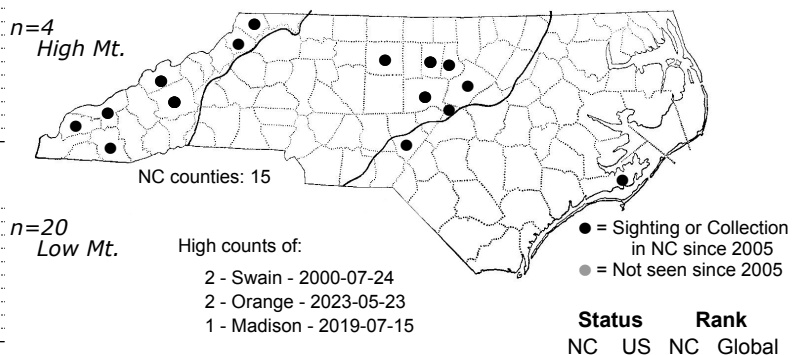 n=4
High Mt.
NC counties: 15
n=20
Low Mt.
High counts of:
2 - Swain - 2000-07-24
2 - Orange - 2023-05-23
1 - Madison - 2019-07-15
● = Sighting or Collection
in NC since 2005
● = Not seen since 2005
Status Rank
NC US NC Global